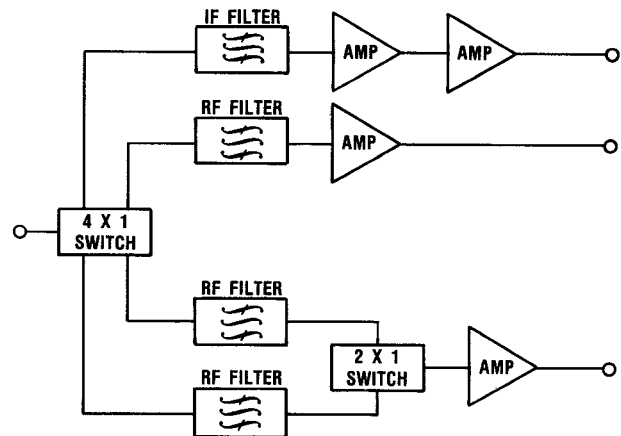 IF FILTER
AMP
AMP
RF FILTER
AMP
4 X 1
SWITCH
RF FILTER
2 X 1
SWITCH
AMP
RF FILTER